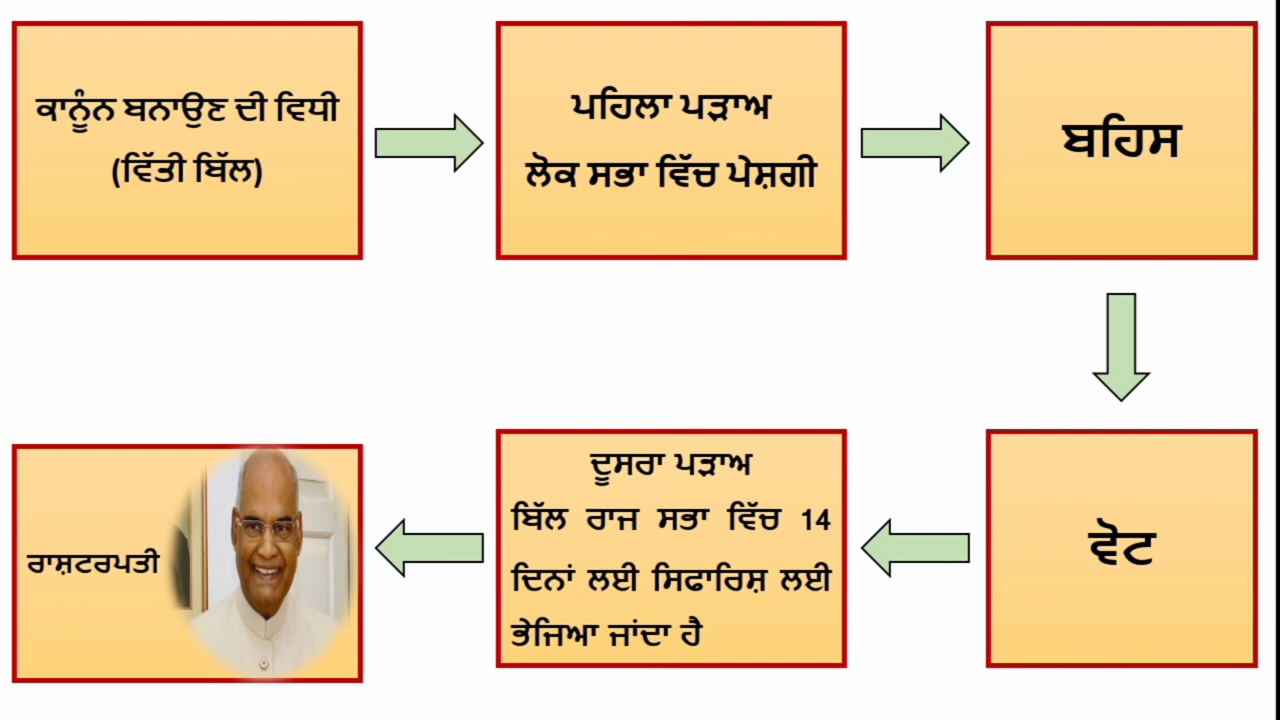 ਕਾਨੂੰਨ ਬਨਾਉਣ ਦੀ ਵਿਧੀ
(ਵਿੱਤੀ ਬਿੱਲ)
ਪਹਿਲਾ ਪੜਾਅ
ਲੋਕ ਸਭਾ ਵਿੱਚ ਪੇਸ਼ਗੀ
ਬਹਿਸ
ਵੋਟ
ਦੂਸਰਾ ਪੜਾਅ
ਬਿੱਲ ਰਾਜ ਸਭਾ ਵਿੱਚ 14
ਦਿਨਾਂ ਲਈ ਸਿਫਾਰਿਸ਼ ਲਈ
ਭੇਜਿਆ ਜਾਂਦਾ ਹੈ
ਰਾਸ਼ਟਰਪਤੀ